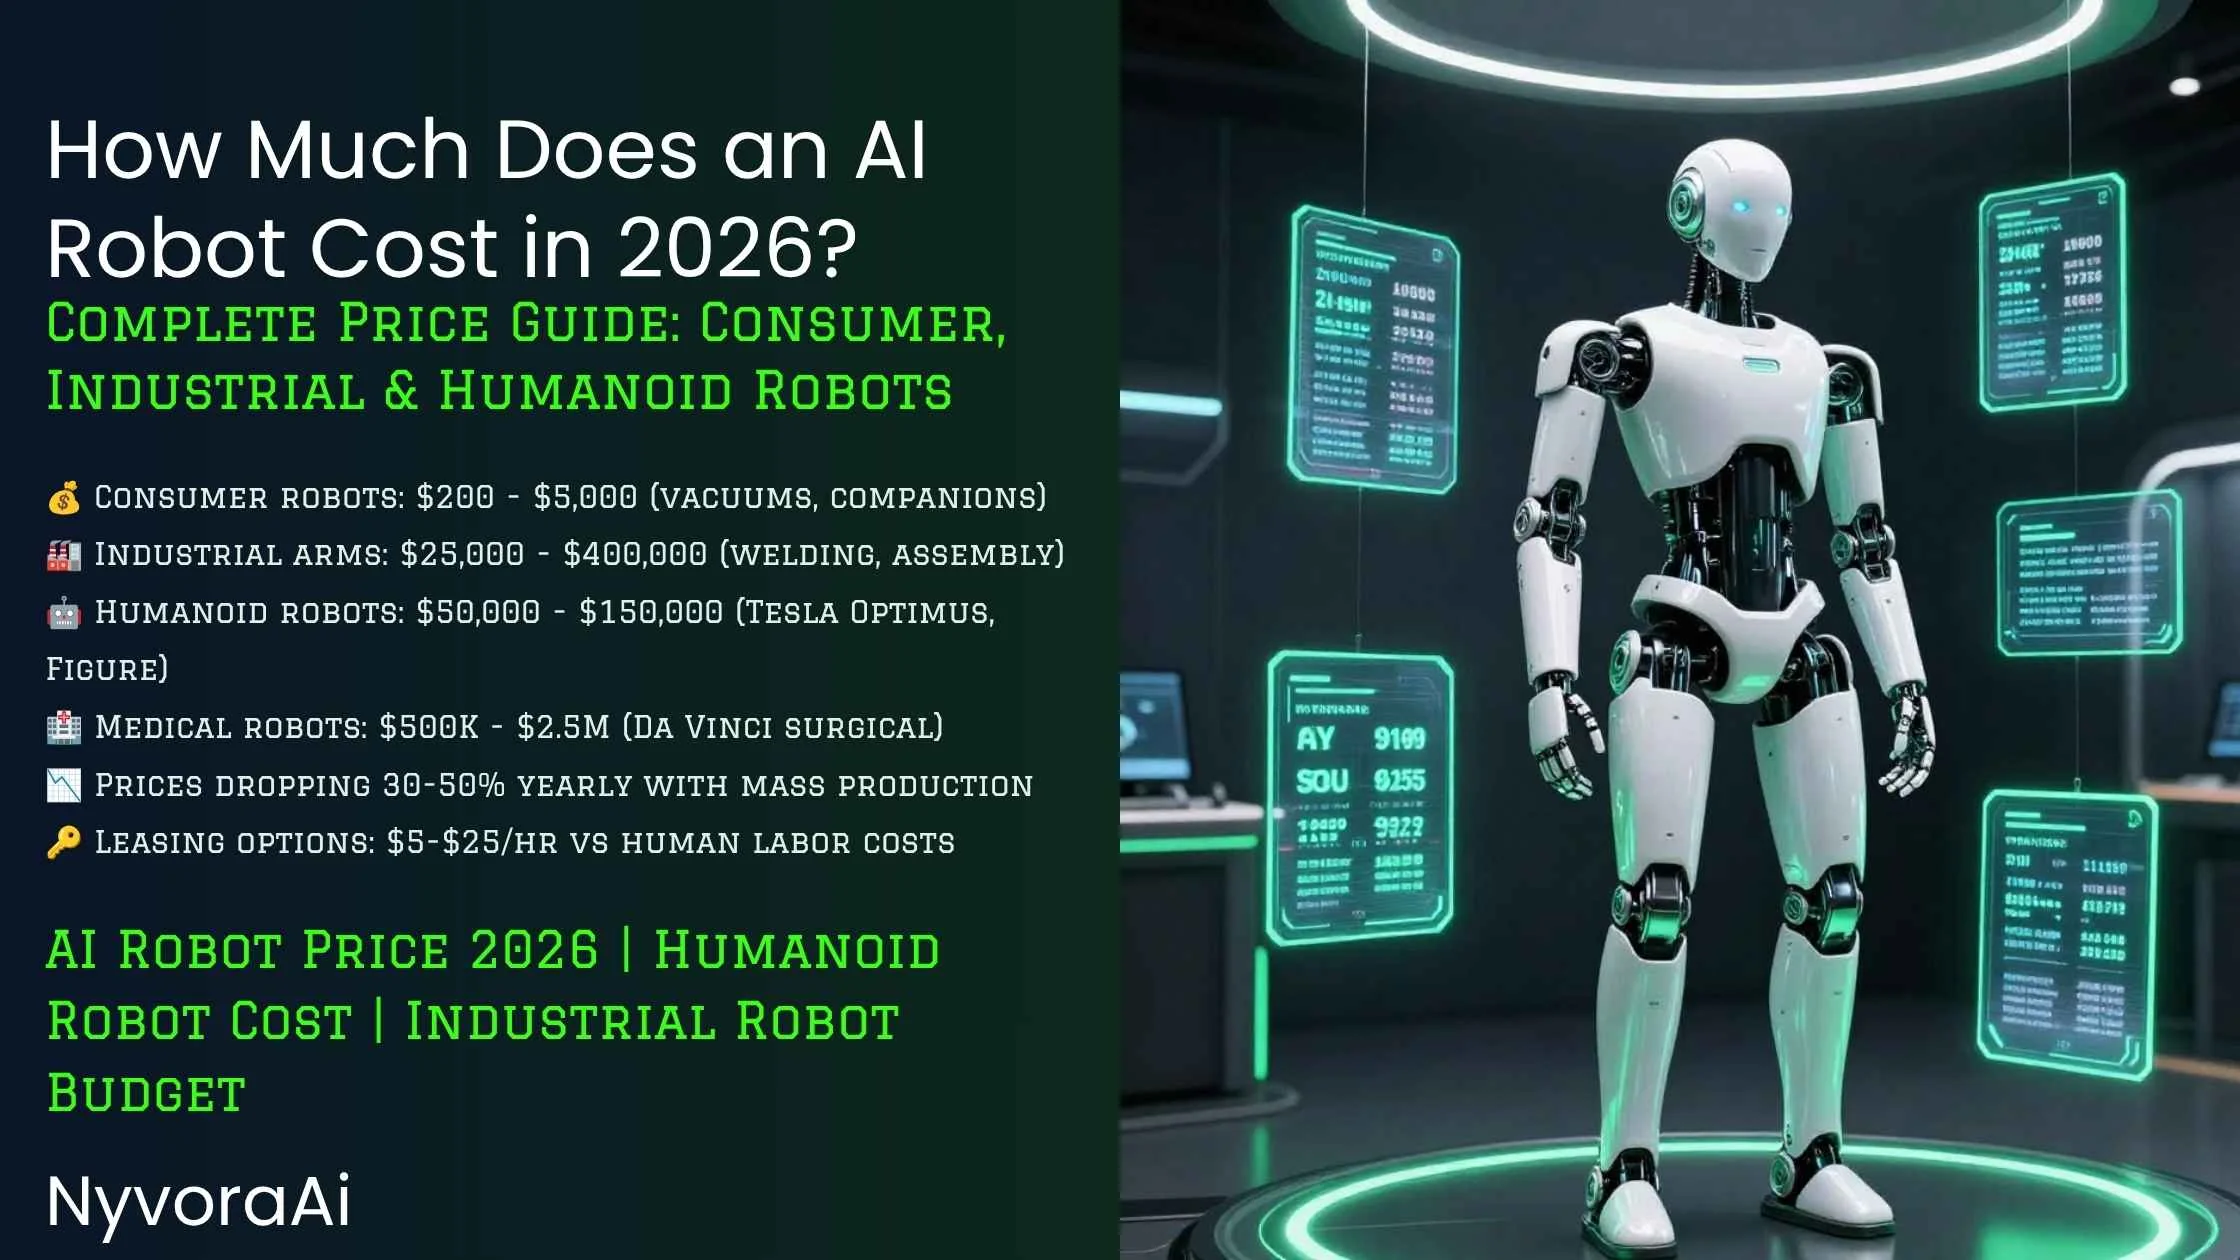 How Much Does an AI
Robot Cost in 2026?
Complete Price Guide: Consumer,
Industrial & Humanoid Robots
💰 Consumer robots: $200 - $5,000 (vacuums, companions)
🏭 Industrial arms: $25,000 - $400,000 (welding, assembly)
🤖 Humanoid robots: $50,000 - $150,000 (Tesla Optimus,
Figure)
🏥 Medical robots: $500K - $2.5M (Da Vinci surgical)
📉 Prices dropping 30-50% yearly with mass production
🔑 Leasing options: $5-$25/hr vs human labor costs
AI Robot Price 2026 | Humanoid
Robot Cost | Industrial Robot
Budget
NyvoraAi
AY 9109
SOU 9255